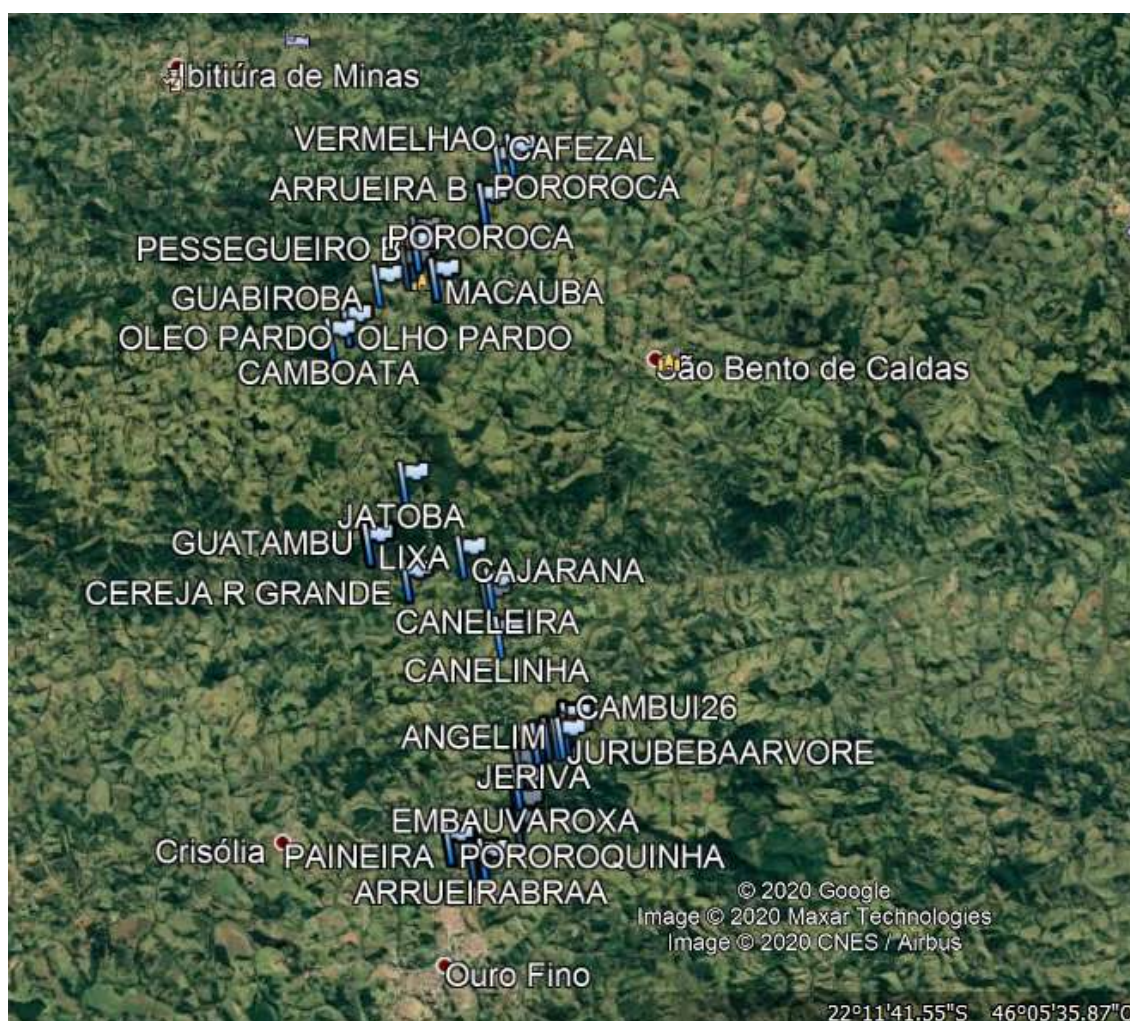 Ibitiúra de Minas
VERMELHAO
CAFEZAL
ARRUEIRA B
POROROCA
PESSEGUEIRO B
POROROCA
GUABIROBA
MACAUBA
OLEO PARDO
OLHO PARDO
CAMBOATA
São Bento de Caldas
JATOBA
GUATAMBU
LIXA
CAJARANA
CEREJA R GRANDE
CANELEIRA
CANELINHA
CAMBUI26
ANGELIM
JURUBEBAARVORE
JERIVA
EMBAUVAROXA
Crisólia
PAINEIRA
POROROQUINHA
ARRUEIRABRAA
© 2020 Google
Image © 2020 Maxar Technologies
Image © 2020 CNES / Airbus
Ouro Fino
22°11'41.55"S 46°05'35.87"O